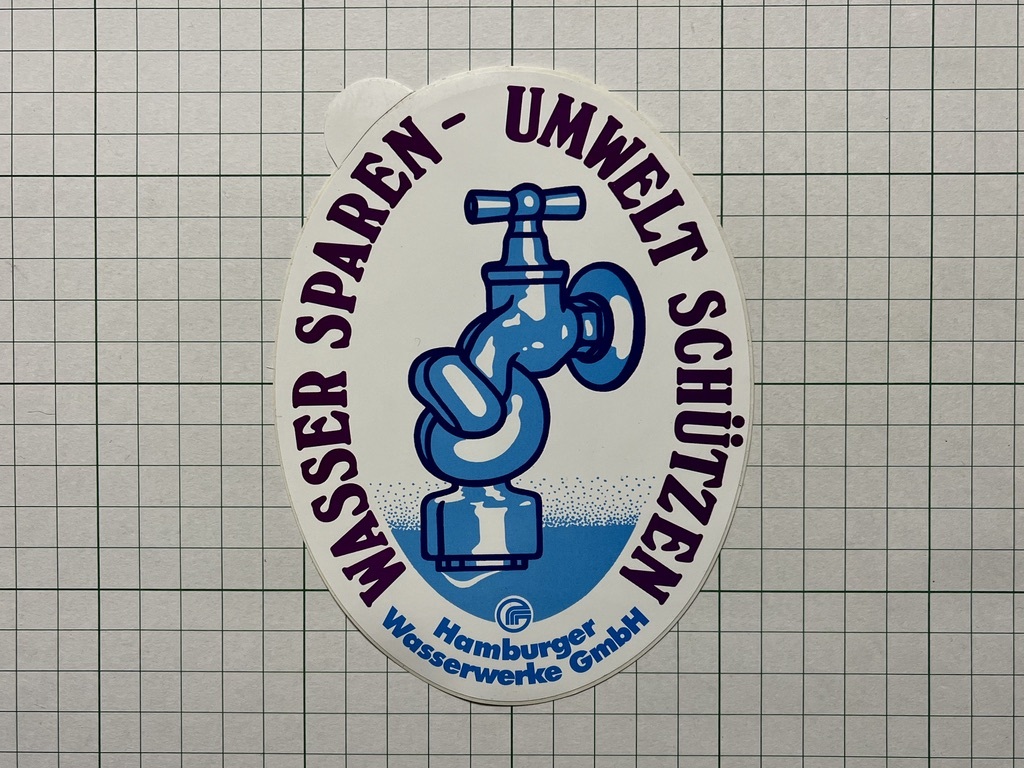 WASSER SPAREN - UMWELT SCHÜTZEN
Hamburger
Wasserwerke GmbH